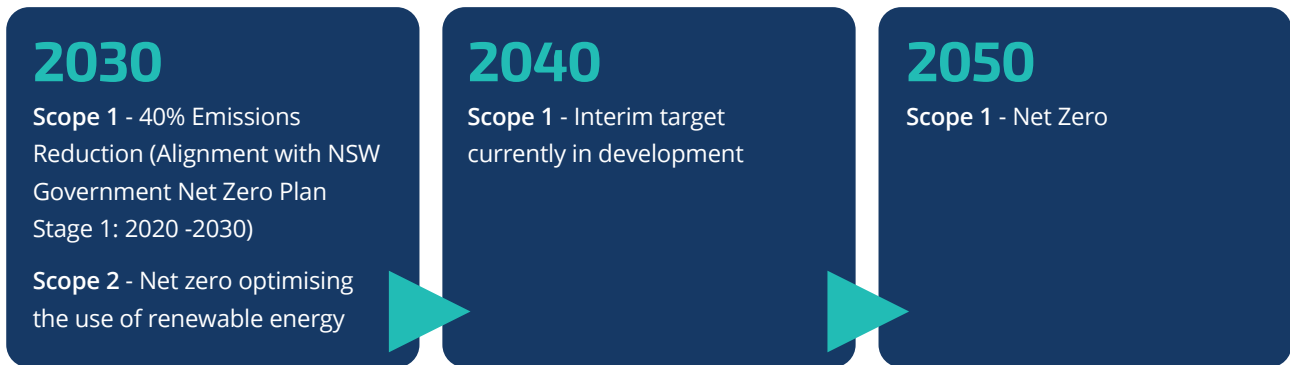 2030
Scope 1 - 40% Emissions
Reduction (Alignment with NSW
Government Net Zero Plan
Stage 1: 2020 -2030)
Scope 2 - Net zero optimising
the use of renewable energy
2040
Scope 1 - Interim target
currently in development
2050
Scope 1 - Net Zero